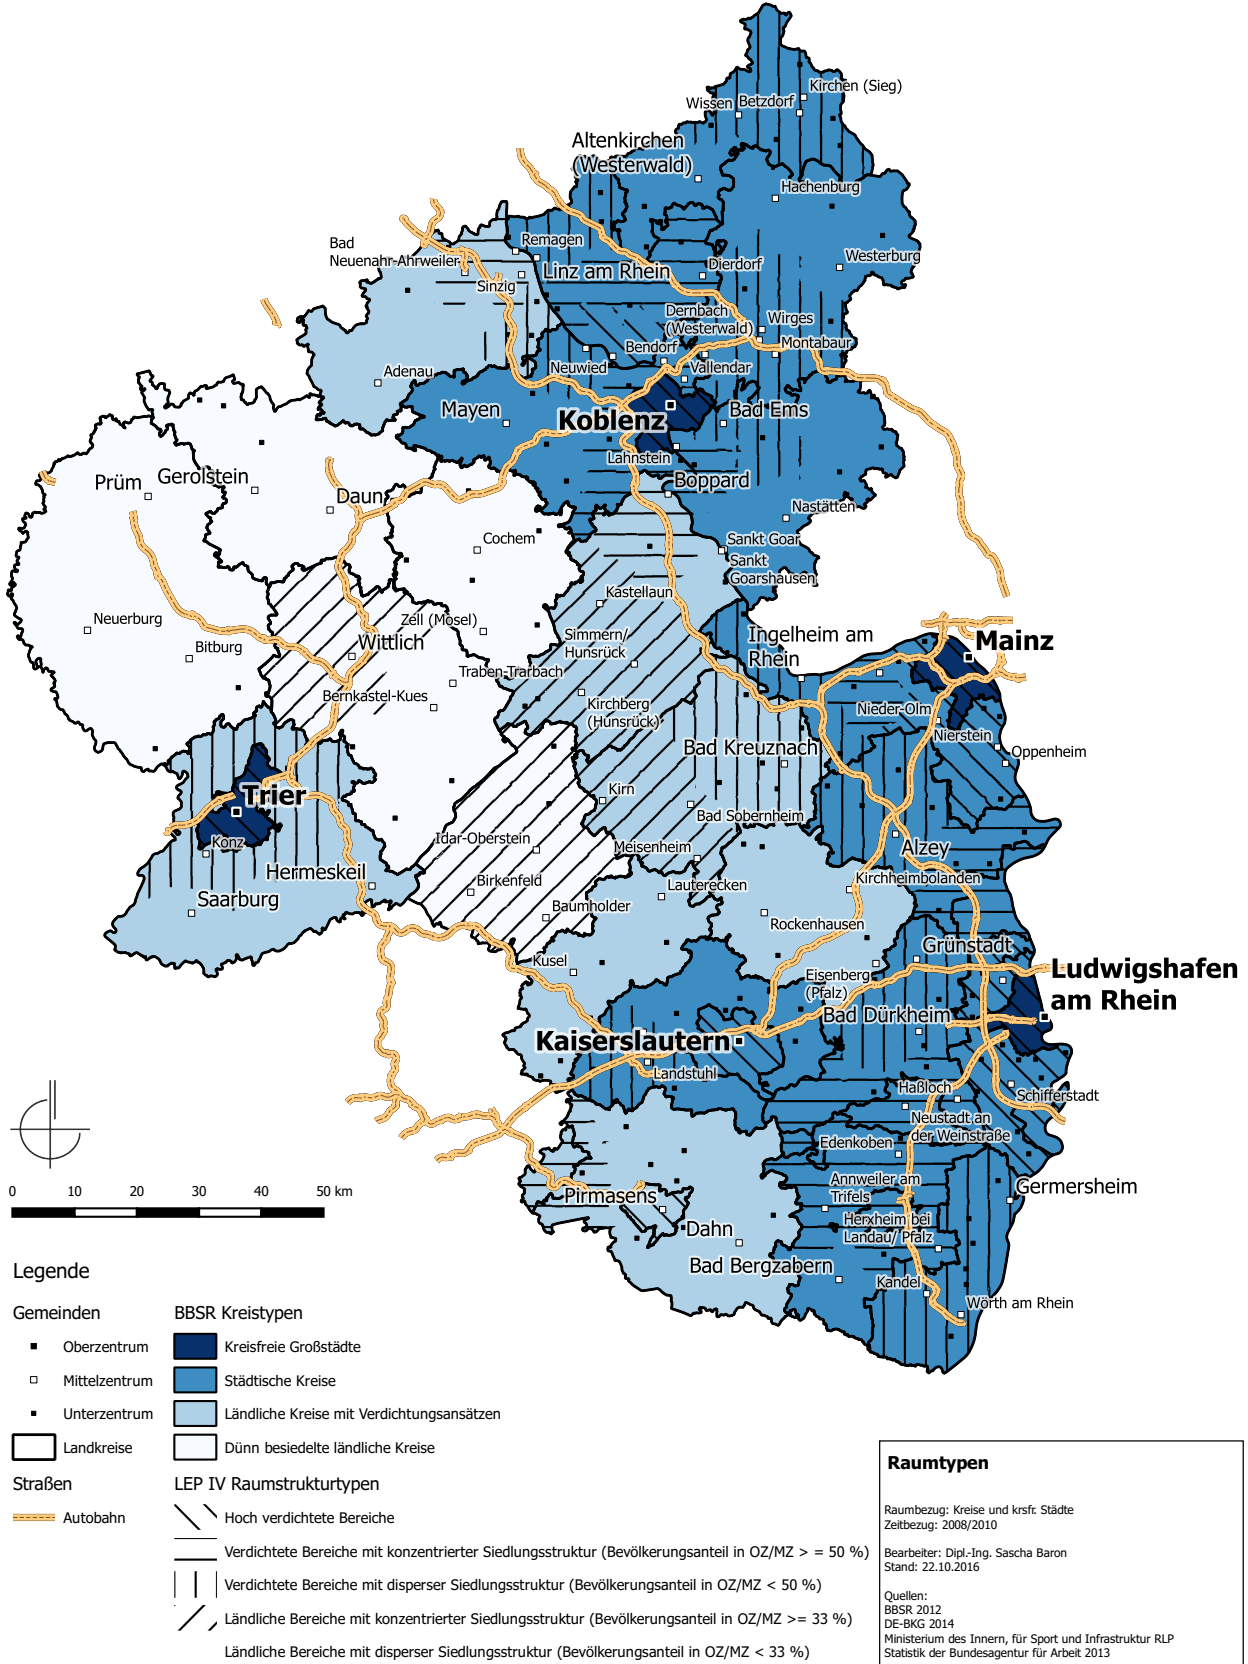 Kirchen (Sieg)
Wissen
Betzdorf
Altenkirchen
(Westerwald)
Hachenburg
Bad
Neuenahr-Ahrweiler
Remagen
Linz am Rhein
Dierdorf
Westerburg
Sinzig
Dernbach
(Westerwald)
Wirges
Bendorf
Montabaur
Adenau
Neuwied
Vallendar
Mayen
Koblenz
Bad Ems
Lahnstein
Prüm
Gerolstein
Boppard
Daun
Nastätten
Cochem
Sankt Goar
Sankt
Goarshausen
Kastellaun
Neuerburg
Zell (Mosel)
Bitburg
Wittlich
Simmern/
Hunsrück
Ingelheim am
Rhein
Mainz
Traben-Trarbach
Bernkastel-Kues
Kirchberg
(Hunsrück)
Nieder-Olm
Nierstein
Bad Kreuznach
Oppenheim
Trier
Kirn
Bad Sobernheim
Konz
Idar-Oberstein
Meisenheim
Alzey
Hermeskeil
Birkenfeld
Lauterecken
Kirchheimbolanden
Saarburg
Baumholder
Rockenhausen
Grünstadt
Kusel
Eisenberg
(Pfalz)
Ludwigshafen
am Rhein
Bad Dürkheim
Kaiserslautern
Landstuhl
Haßloch
Schifferstadt
Neustadt an
der Weinstraße
Edenkoben
Annweiler am
Trifels
Pirmasens
Germersheim
Herxheim bei
Landau/ Pfalz
Dahn
Bad Bergzabern
Kandel
Wörth am Rhein
0 10 20 30 40 50 km
Legende
Gemeinden
Oberzentrum
Mittelzentrum
Unterzentrum
Landkreise
Straßen
Autobahn
BBSR Kreistypen
Kreisfreie Großstädte
Städtische Kreise
Ländliche Kreise mit Verdichtungsansätzen
Dünn besiedelte ländliche Kreise
LEP IV Raumstrukturtypen
Hoch verdichtete Bereiche
Verdichtete Bereiche mit konzentrierter Siedlungsstruktur (Bevölkerungsanteil in OZ/MZ > = 50 %)
Verdichtete Bereiche mit disperser Siedlungsstruktur (Bevölkerungsanteil in OZ/MZ < 50 %)
Ländliche Bereiche mit konzentrierter Siedlungsstruktur (Bevölkerungsanteil in OZ/MZ >= 33 %)
Ländliche Bereiche mit disperser Siedlungsstruktur (Bevölkerungsanteil in OZ/MZ < 33 %)
Raumtypen
Raumbezug: Kreise und krsfr. Städte
Zeitbezug: 2008/2010
Bearbeiter: Dipl.-Ing. Sascha Baron
Stand: 22.10.2016
Quellen:
BBSR 2012
DE-BKG 2014
Ministerium des Innern, für Sport und Infrastruktur RLP
Statistik der Bundesagentur für Arbeit 2013